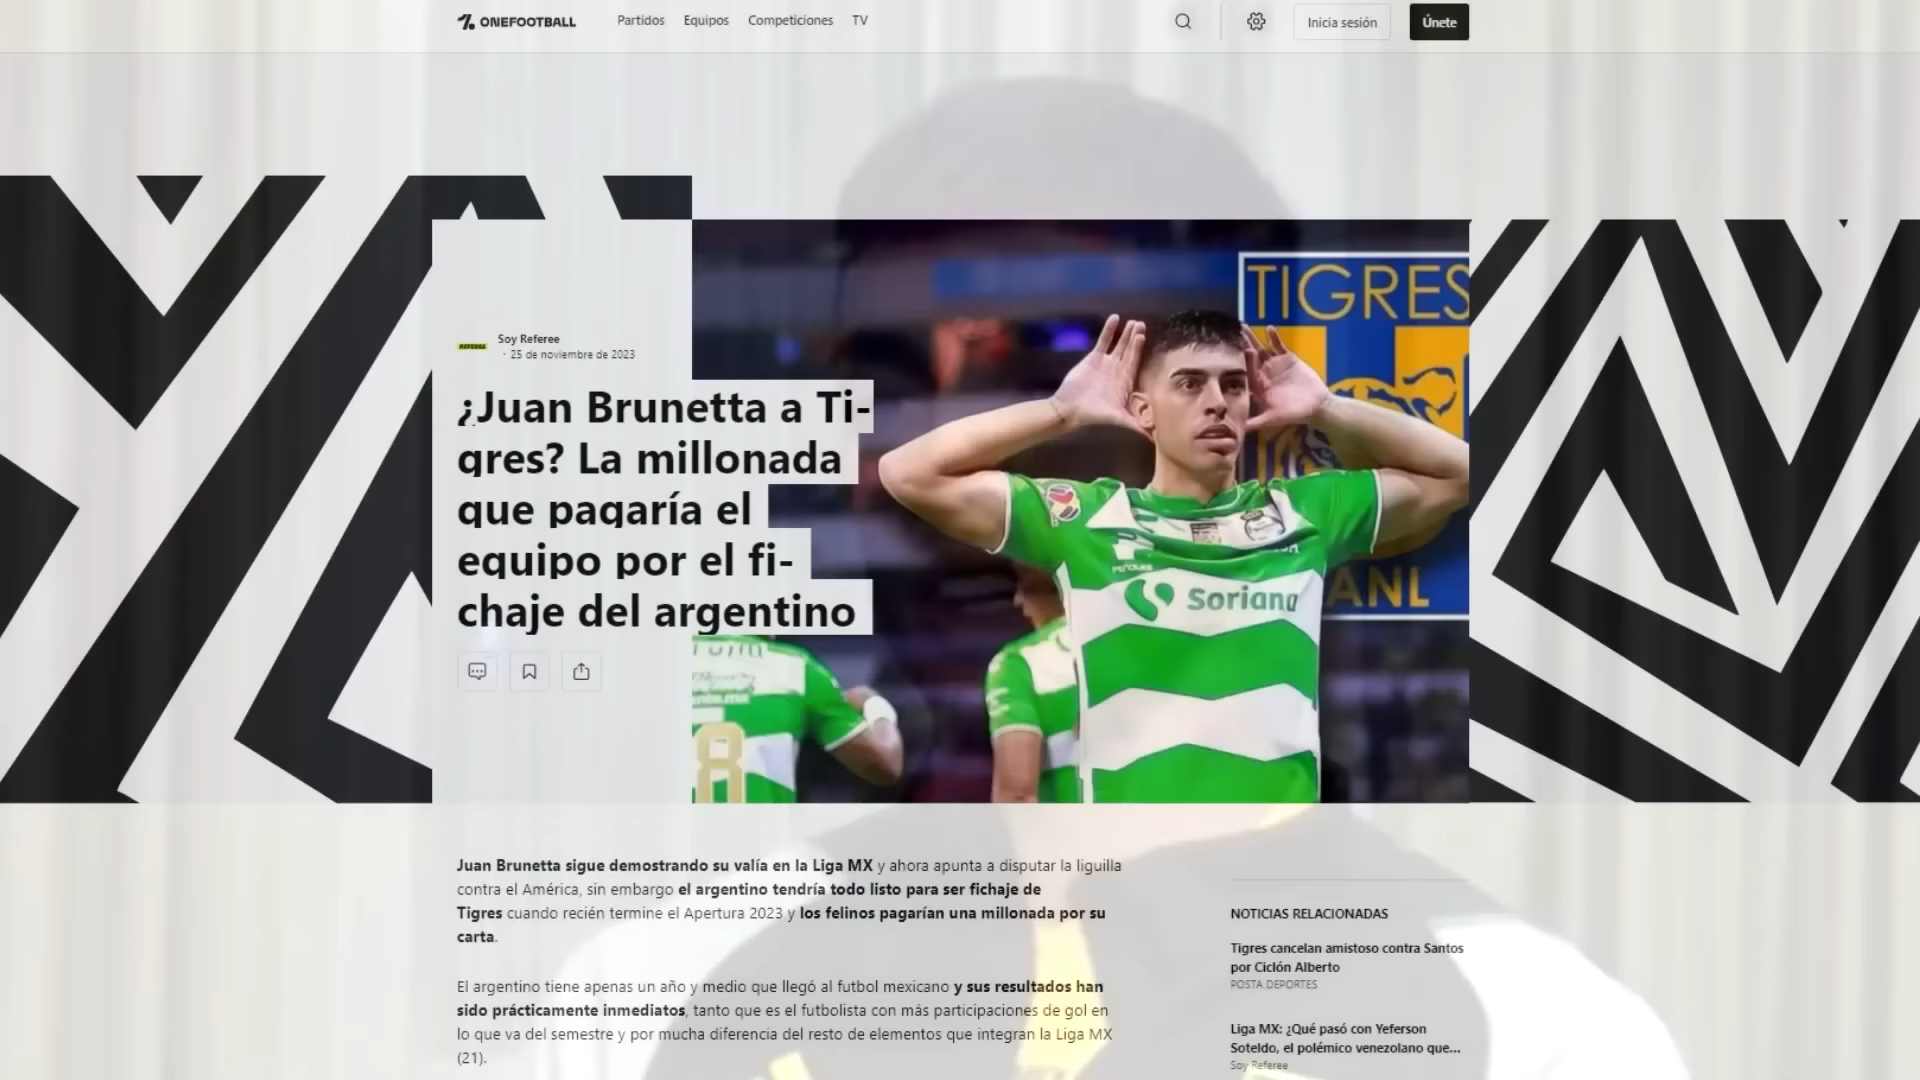 ONEFOOTBALL
Partidos
Equipos
Competiciones
TV
Inicia sesión
Únete
REFEREE
Soy Referee
· 25 de noviembre de 2023
¿Juan Brunetta a Ti-
gres? La millonada
que pagaría el
equipo por el fi-
chaje del argentino
TIGRES
ANL
Soriana
8
Juan Brunetta sigue demostrando su valía en la Liga MX y ahora apunta a disputar la liguilla
contra el América, sin embargo el argentino tendría todo listo para ser fichaje de
Tigres cuando recién termine el Apertura 2023 y los felinos pagarían una millonada por su
carta.
El argentino tiene apenas un año y medio que llegó al futbol mexicano y sus resultados han
sido prácticamente inmediatos, tanto que es el futbolista con más participaciones de gol en
lo que va del semestre y por mucha diferencia del resto de elementos que integran la Liga MX
(21).
NOTICIAS RELACIONADAS
Tigres cancelan amistoso contra Santos
por Ciclón Alberto
POSTA DEPORTES
Liga MX: ¿Qué pasó con Yeferson
Soteldo, el polémico venezolano que...
Soy Referee